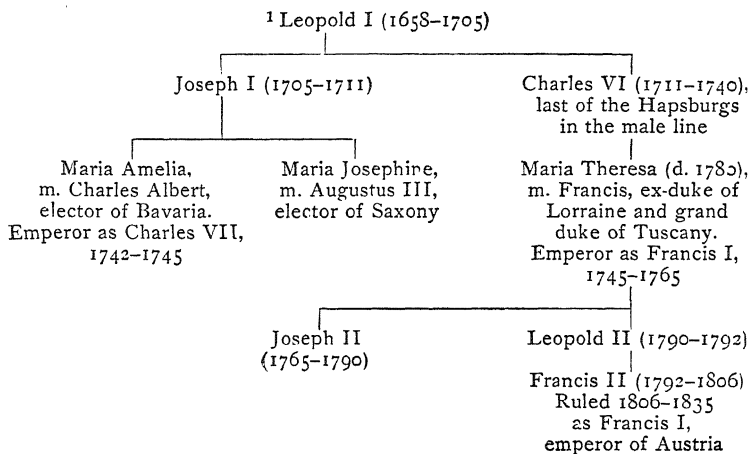 ¹ Leopold I (1658–1705)
Joseph I (1705–1711)
Charles VI (1711–1740),
last of the Hapsburgs
in the male line
Maria Amelia,
m. Charles Albert,
elector of Bavaria.
Emperor as Charles VII,
1742–1745
Maria Josephine,
m. Augustus III,
elector of Saxony
Maria Theresa (d. 1780),
m. Francis, ex-duke of
Lorraine and grand
duke of Tuscany.
Emperor as Francis I,
1745–1765
Joseph II
(1765–1790)
Leopold II (1790–1792)
Francis II (1792–1806)
Ruled 1806–1835
as Francis I,
emperor of Austria